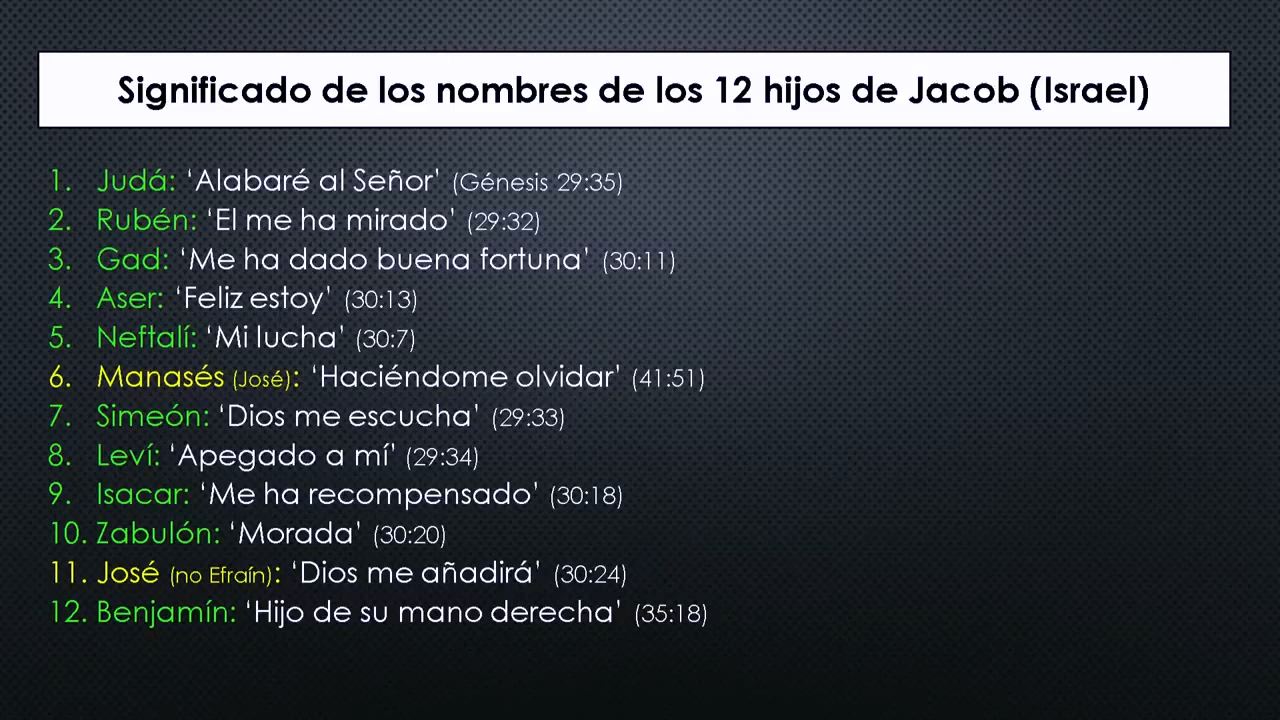 Significado de los nombres de los 12 hijos de Jacob (Israel)
1. Judá: ‘Alabaré al Señor’ (Génesis 29:35)
2. Rubén: ‘El me ha mirado’ (29:32)
3. Gad: ‘Me ha dado buena fortuna’ (30:11)
4. Aser: ‘Feliz estoy’ (30:13)
5. Neftalí: ‘Mi lucha’ (30:7)
6. Manasés (José): ‘Haciéndome olvidar’ (41:51)
7. Simeón: ‘Dios me escucha’ (29:33)
8. Leví: ‘Apegado a mí’ (29:34)
9. Isacar: ‘Me ha recompensado’ (30:18)
10. Zabulón: ‘Morada’ (30:20)
11. José (no Efraín): ‘Dios me añadirá’ (30:24)
12. Benjamín: ‘Hijo de su mano derecha’ (35:18)